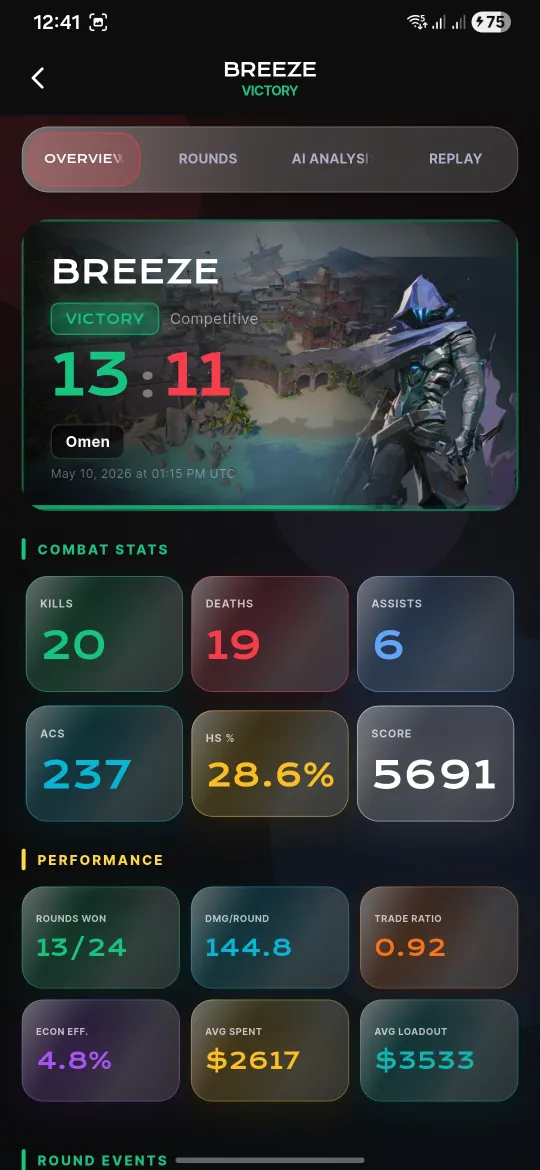 12:41
75
BREEZE
VICTORY
OVERVIEW
ROUNDS
AI ANALYSI
REPLAY
BREEZE
VICTORY
Competitive
13 : 11
Omen
May 10, 2026 at 01:15 PM UTC
COMBAT STATS
KILLS
20
DEATHS
19
ASSISTS
6
ACS
237
HS %
28.6%
SCORE
5691
PERFORMANCE
ROUNDS WON
13/24
DMG/ROUND
144.8
TRADE RATIO
0.92
ECON EFF.
4.8%
AVG SPENT
$2617
AVG LOADOUT
$3533
ROUND EVENTS